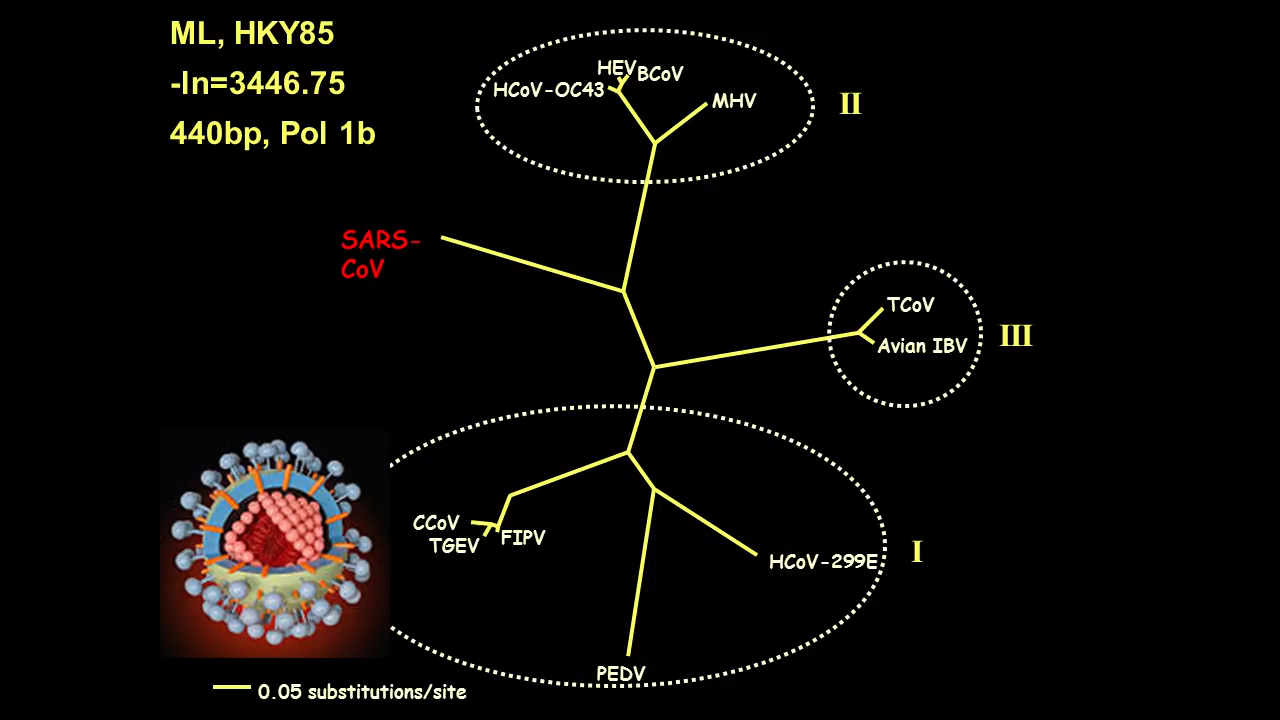 ML, HKY85
-ln=3446.75
440bp, Pol 1b
HEV
BCoV
HCoV-OC43
MHV
II
SARS-
CoV
TCoV
Avian IBV
III
CCoV
TGEV
FIPV
HCoV-299E
I
PEDV
0.05 substitutions/site